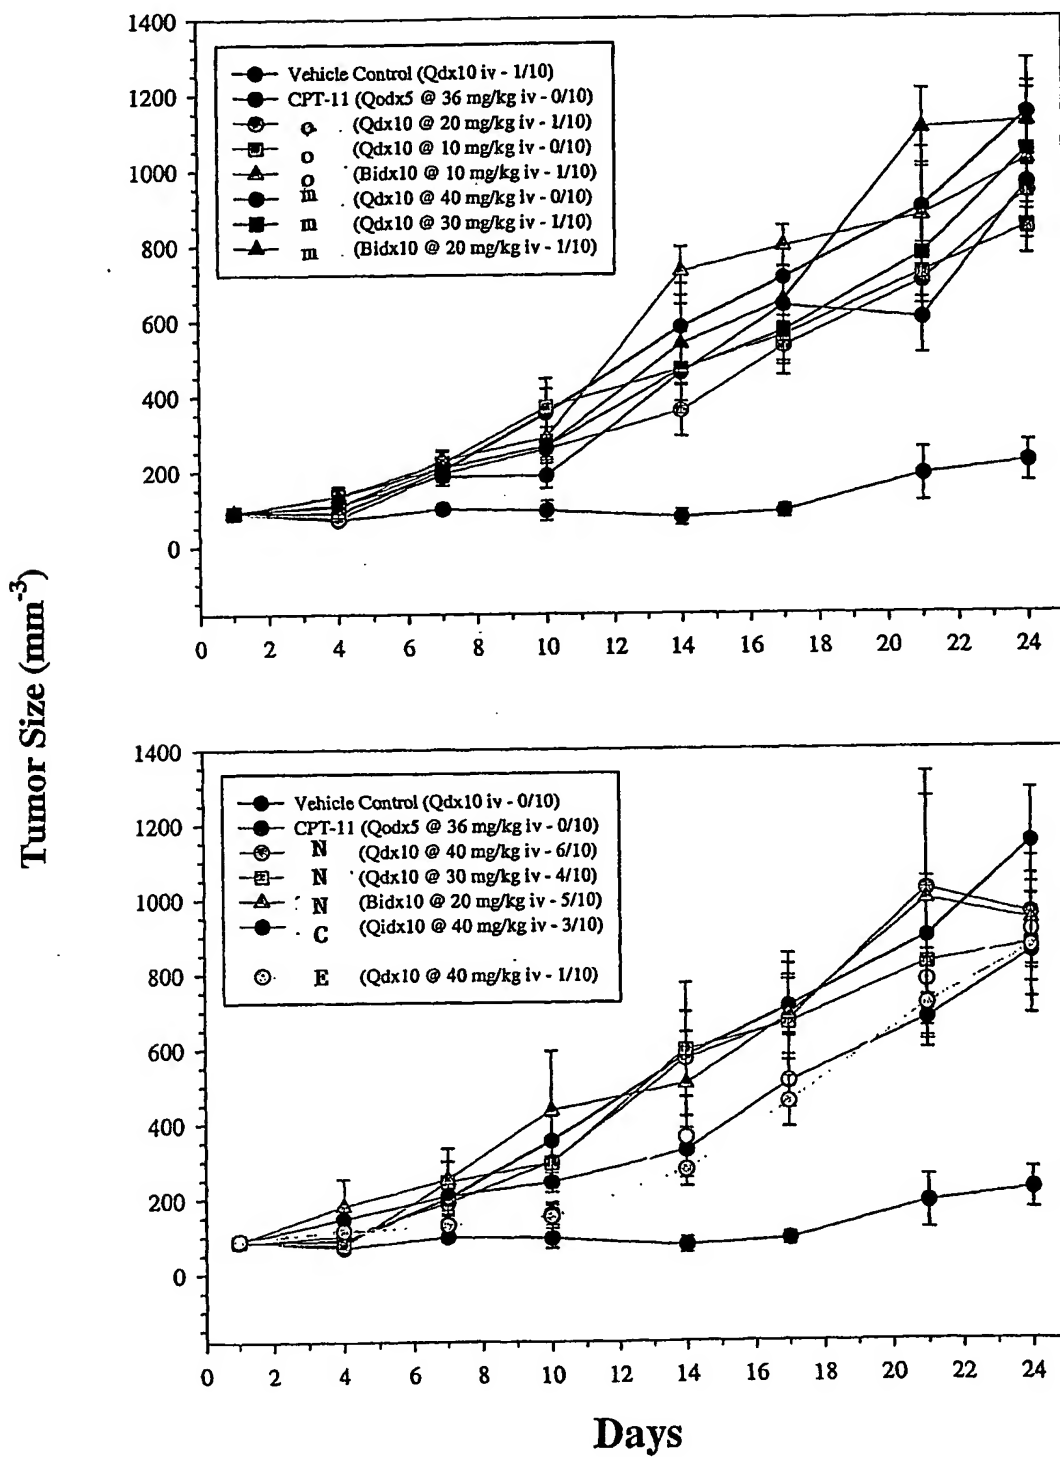 1400
1200
1000
800
600
400
200
0
Vehicle Control (Qdx10 iv - 1/10)
CPT-11 (Qodx5 @ 36 mg/kg iv - 0/10)
o (Qdx10 @ 20 mg/kg iv - 1/10)
o (Qdx10 @ 10 mg/kg iv - 0/10)
o (Bidx10 @ 10 mg/kg iv - 1/10)
m (Qdx10 @ 40 mg/kg iv - 0/10)
m (Qdx10 @ 30 mg/kg iv - 1/10)
m (Bidx10 @ 20 mg/kg iv - 1/10)
0 2 4 6 8 10 12 14 16 18 20 22 24
Tumor Size (mm⁻³)
1400
1200
1000
800
600
400
200
0
Vehicle Control (Qdx10 iv - 0/10)
CPT-11 (Qodx5 @ 36 mg/kg iv - 0/10)
N (Qdx10 @ 40 mg/kg iv - 6/10)
N (Qdx10 @ 30 mg/kg iv - 4/10)
N (Bidx10 @ 20 mg/kg iv - 5/10)
C (Qidx10 @ 40 mg/kg iv - 3/10)
E (Qdx10 @ 40 mg/kg iv - 1/10)
0 2 4 6 8 10 12 14 16 18 20 22 24
Days